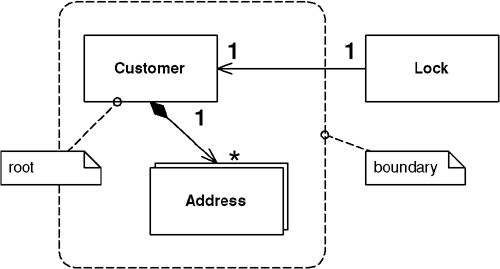 1
1
Customer
Lock
1
*
root
boundary
Address